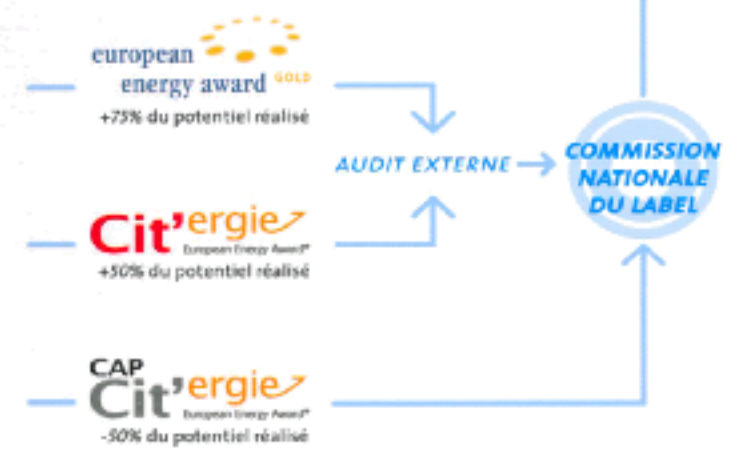 european
energy award GOLD
+75% du potentiel réalisé
AUDIT EXTERNE
COMMISSION
NATIONALE
DU LABEL
Cit'ergie
European Energy Award®
+50% du potentiel réalisé
CAP
Cit'ergie
European Energy Award®
-50% du potentiel réalisé